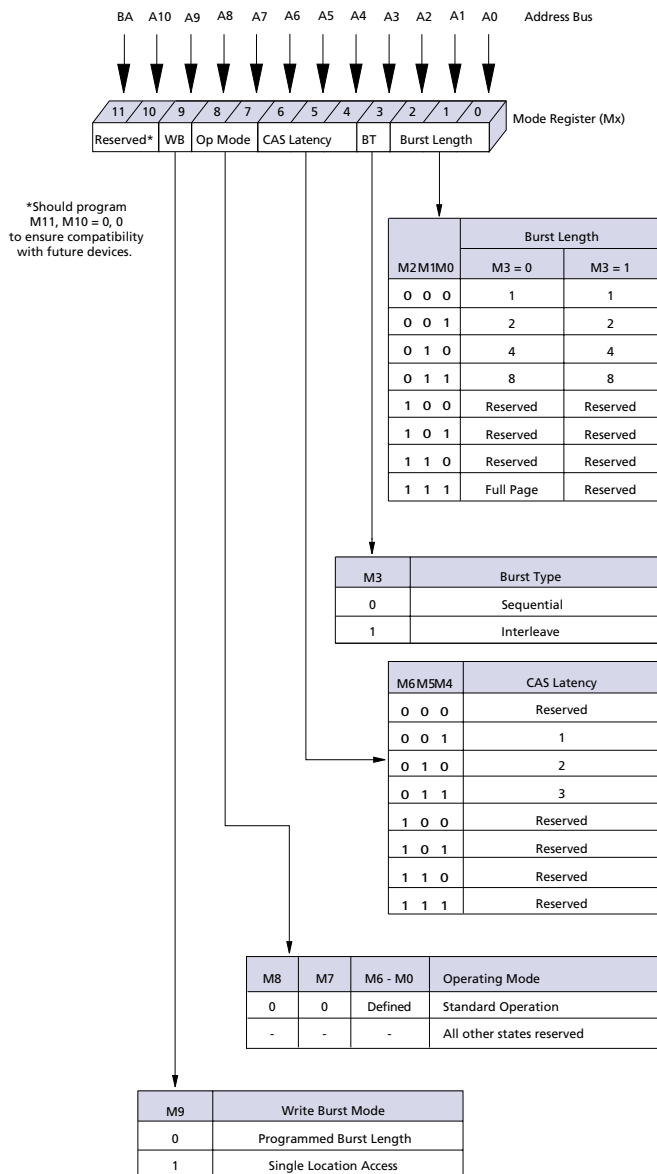 BA A10 A9 A8 A7 A6 A5 A4 A3 A2 A1 A0 Address Bus
11 10 9 8 7 6 5 4 3 2 1 0 Mode Register (Mx)
Reserved* WB Op Mode CAS Latency BT Burst Length
*Should program
M11, M10 = 0, 0
to ensure compatibility
with future devices.
Burst Length
M2M1M0 M3 = 0 M3 = 1
0 0 0 1 1
0 0 1 2 2
0 1 0 4 4
0 1 1 8 8
1 0 0 Reserved Reserved
1 0 1 Reserved Reserved
1 1 0 Reserved Reserved
1 1 1 Full Page Reserved
M3 Burst Type
0 Sequential
1 Interleave
M6M5M4 CAS Latency
0 0 0 Reserved
0 0 1 1
0 1 0 2
0 1 1 3
1 0 0 Reserved
1 0 1 Reserved
1 1 0 Reserved
1 1 1 Reserved
M8 M7 M6 - M0 Operating Mode
0 0 Defined Standard Operation
- - - All other states reserved
M9 Write Burst Mode
0 Programmed Burst Length
1 Single Location Access